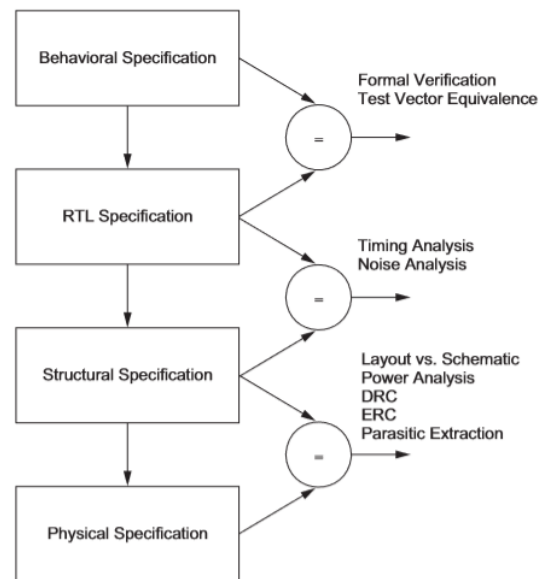 Behavioral Specification
Formal Verification
Test Vector Equivalence
=
RTL Specification
Timing Analysis
Noise Analysis
=
Structural Specification
Layout vs. Schematic
Power Analysis
DRC
ERC
Parasitic Extraction
=
Physical Specification